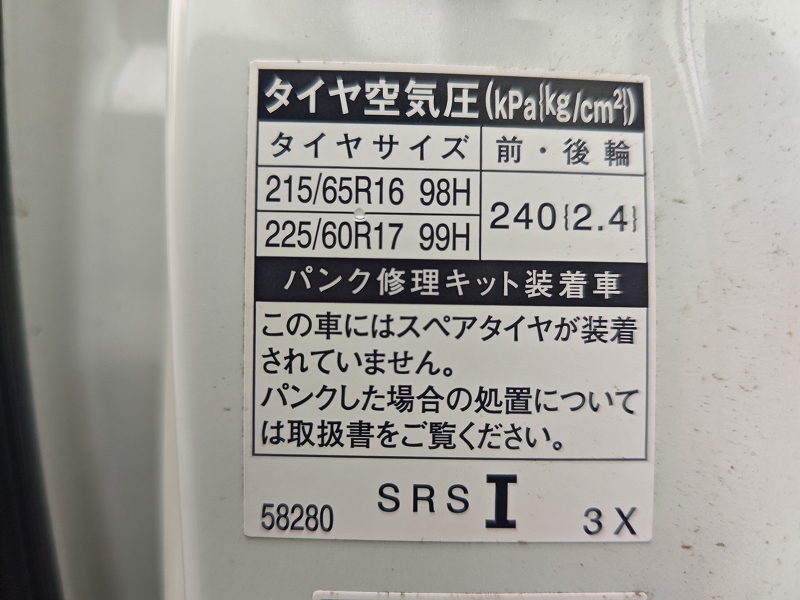 タイヤ空気圧(kPa{kg/cm²})
タイヤサイズ 前・後輪
215/65R16 98H
240{2.4}
225/60R17 99H
パンク修理キット装着車
この車にはスペアタイヤが装着
されていません。
パンクした場合の処置について
は取扱書をご覧ください。
58280 SRS I 3X